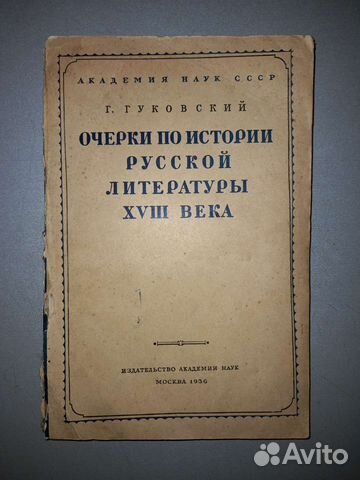 АКАДЕМИЯ НАУК СССР
Г. ГУКОВСКИЙ
ОЧЕРКИ ПО ИСТОРИИ
РУССКОЙ
ЛИТЕРАТУРЫ
XVIII ВЕКА
ИЗДАТЕЛЬСТВО АКАДЕМИИ НАУК
МОСКВА 1936
Avito